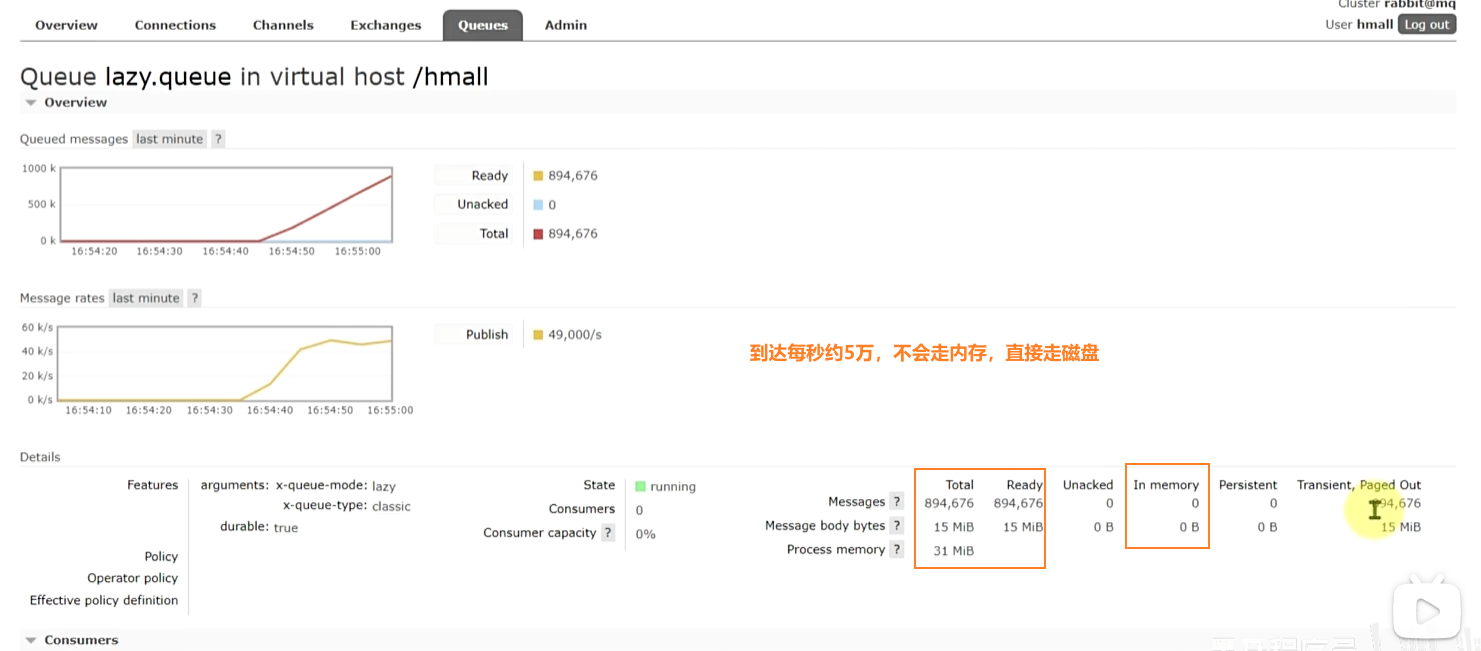 Cluster rabbit@mq
Overview Connections Channels Exchanges Queues Admin
User hmall Log out
Queue lazy.queue in virtual host /hmall
Overview
Queued messages last minute ?
1000 k
500 k
0 k
16:54:20 16:54:30 16:54:40 16:54:50 16:55:00
Ready 894,676
Unacked 0
Total 894,676
Message rates last minute ?
60 k/s
40 k/s
20 k/s
0 k/s
16:54:10 16:54:20 16:54:30 16:54:40 16:54:50 16:55:00
Publish 49,000/s
到达每秒约5万，不会走内存，直接走磁盘
Details
Features arguments: x-queue-mode: lazy
x-queue-type: classic
durable: true
Policy
Operator policy
Effective policy definition
State running
Consumers 0
Consumer capacity ? 0%
Total Ready Unacked In memory Persistent Transient, Paged Out
Messages ? 894,676 894,676 0 0 0 894,676
Message body bytes ? 15 MiB 15 MiB 0 B 0 B 0 B 15 MiB
Process memory ? 31 MiB
Consumers